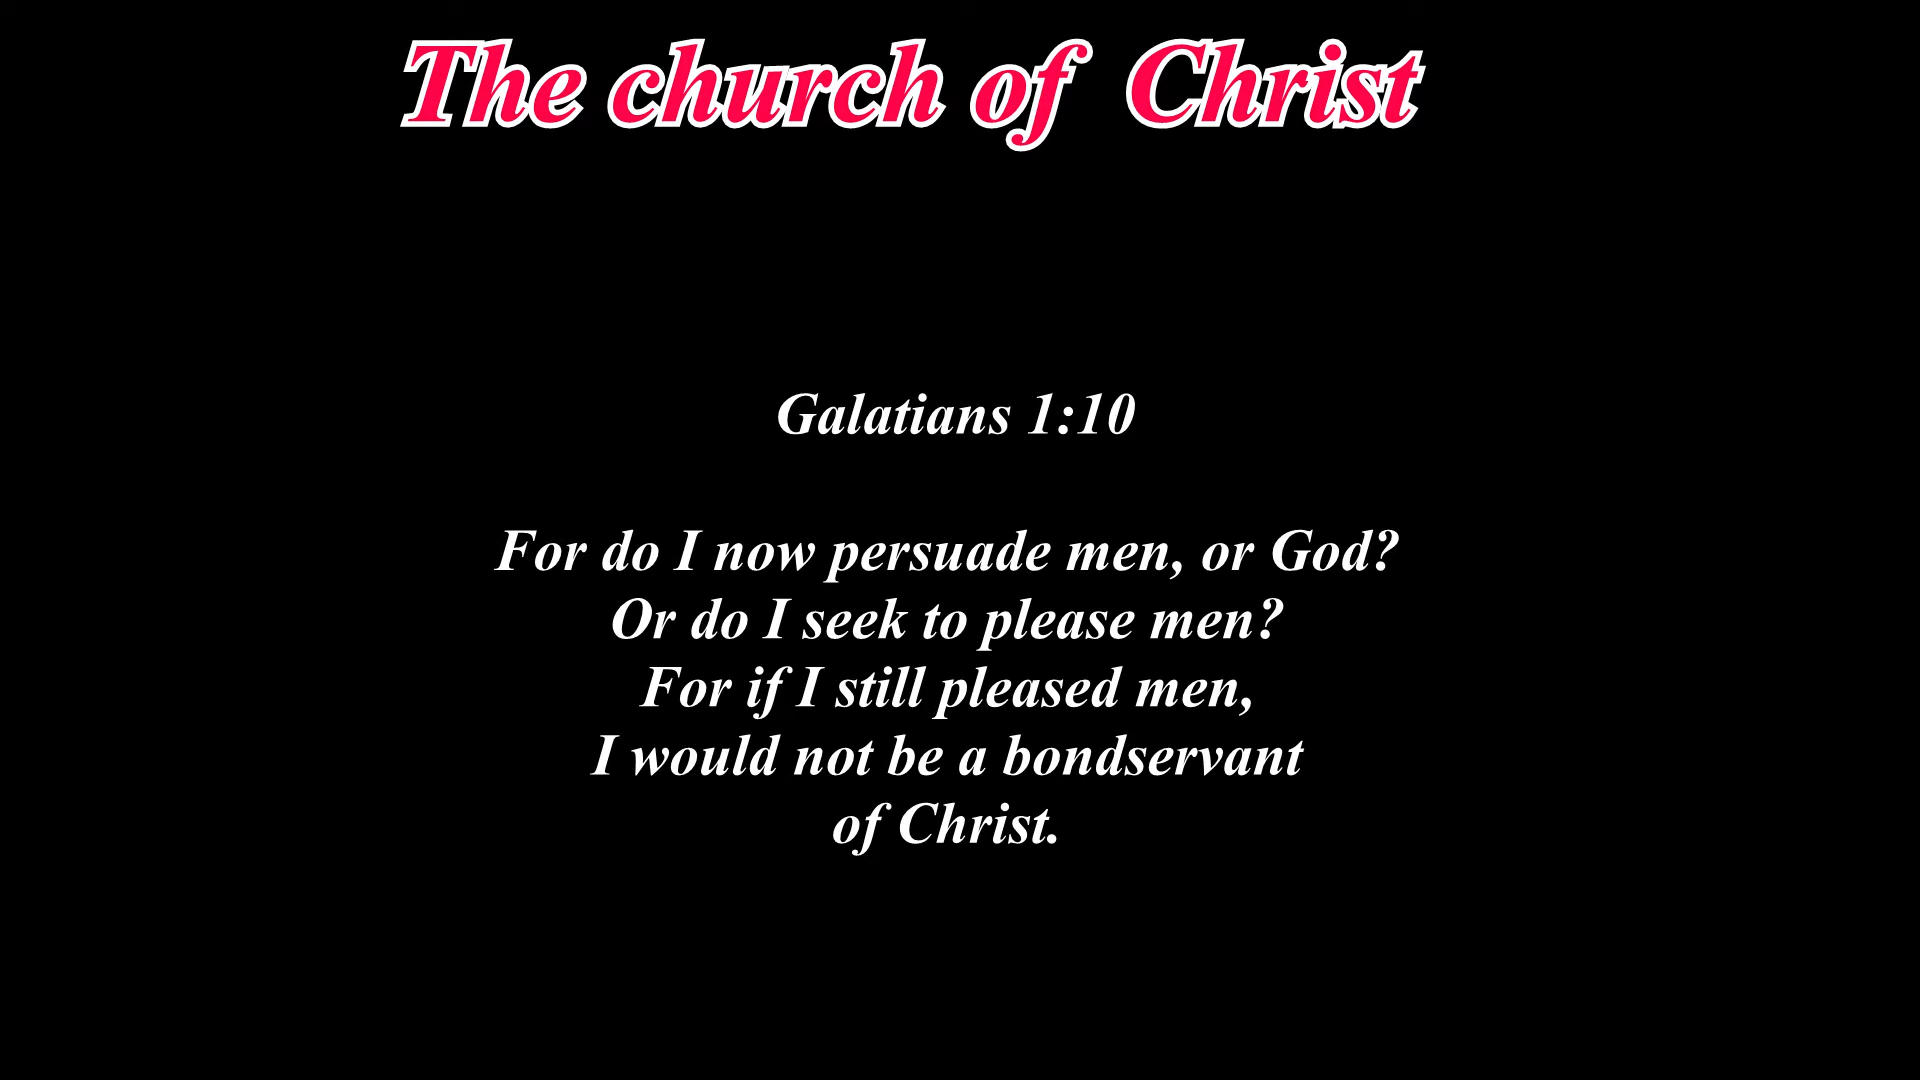 The church of Christ
Galatians 1:10
For do I now persuade men, or God?
Or do I seek to please men?
For if I still pleased men,
I would not be a bondservant
of Christ.